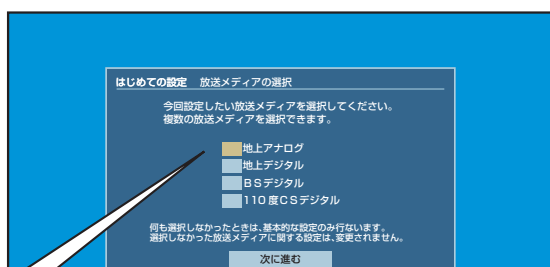 はじめての設定 放送メディアの選択
今回設定したい放送メディアを選択してください。
複数の放送メディアを選択できます。
地上アナログ
地上デジタル
BSデジタル
110度CSデジタル
何も選択しなかったときは、基本的な設定のみ行ないます。
選択しなかった放送メディアに関する設定は、変更されません。
次に進む